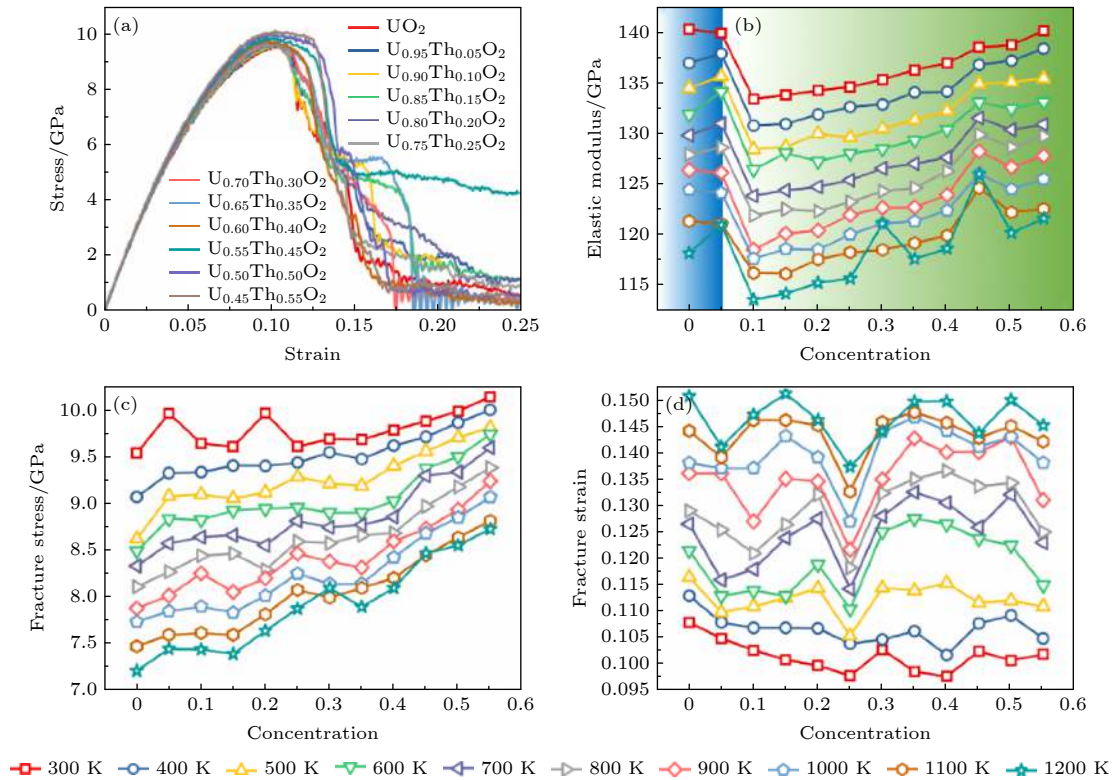 (a)
UO₂
U₀.₉₅Th₀.₀₅O₂
U₀.₉₀Th₀.₁₀O₂
U₀.₈₅Th₀.₁₅O₂
U₀.₈₀Th₀.₂₀O₂
U₀.₇₅Th₀.₂₅O₂
U₀.₇₀Th₀.₃₀O₂
U₀.₆₅Th₀.₃₅O₂
U₀.₆₀Th₀.₄₀O₂
U₀.₅₅Th₀.₄₅O₂
U₀.₅₀Th₀.₅₀O₂
U₀.₄₅Th₀.₅₅O₂
Stress/GPa
10
8
6
4
2
0
0 0.05 0.10 0.15 0.20 0.25
Strain
(b)
Elastic modulus/GPa
140
135
130
125
120
115
0 0.1 0.2 0.3 0.4 0.5 0.6
Concentration
(c)
Fracture stress/GPa
10.0
9.5
9.0
8.5
8.0
7.5
7.0
0 0.1 0.2 0.3 0.4 0.5 0.6
Concentration
(d)
Fracture strain
0.150
0.145
0.140
0.135
0.130
0.125
0.120
0.115
0.110
0.105
0.100
0.095
0 0.1 0.2 0.3 0.4 0.5 0.6
Concentration
300 K 400 K 500 K 600 K 700 K 800 K 900 K 1000 K 1100 K 1200 K